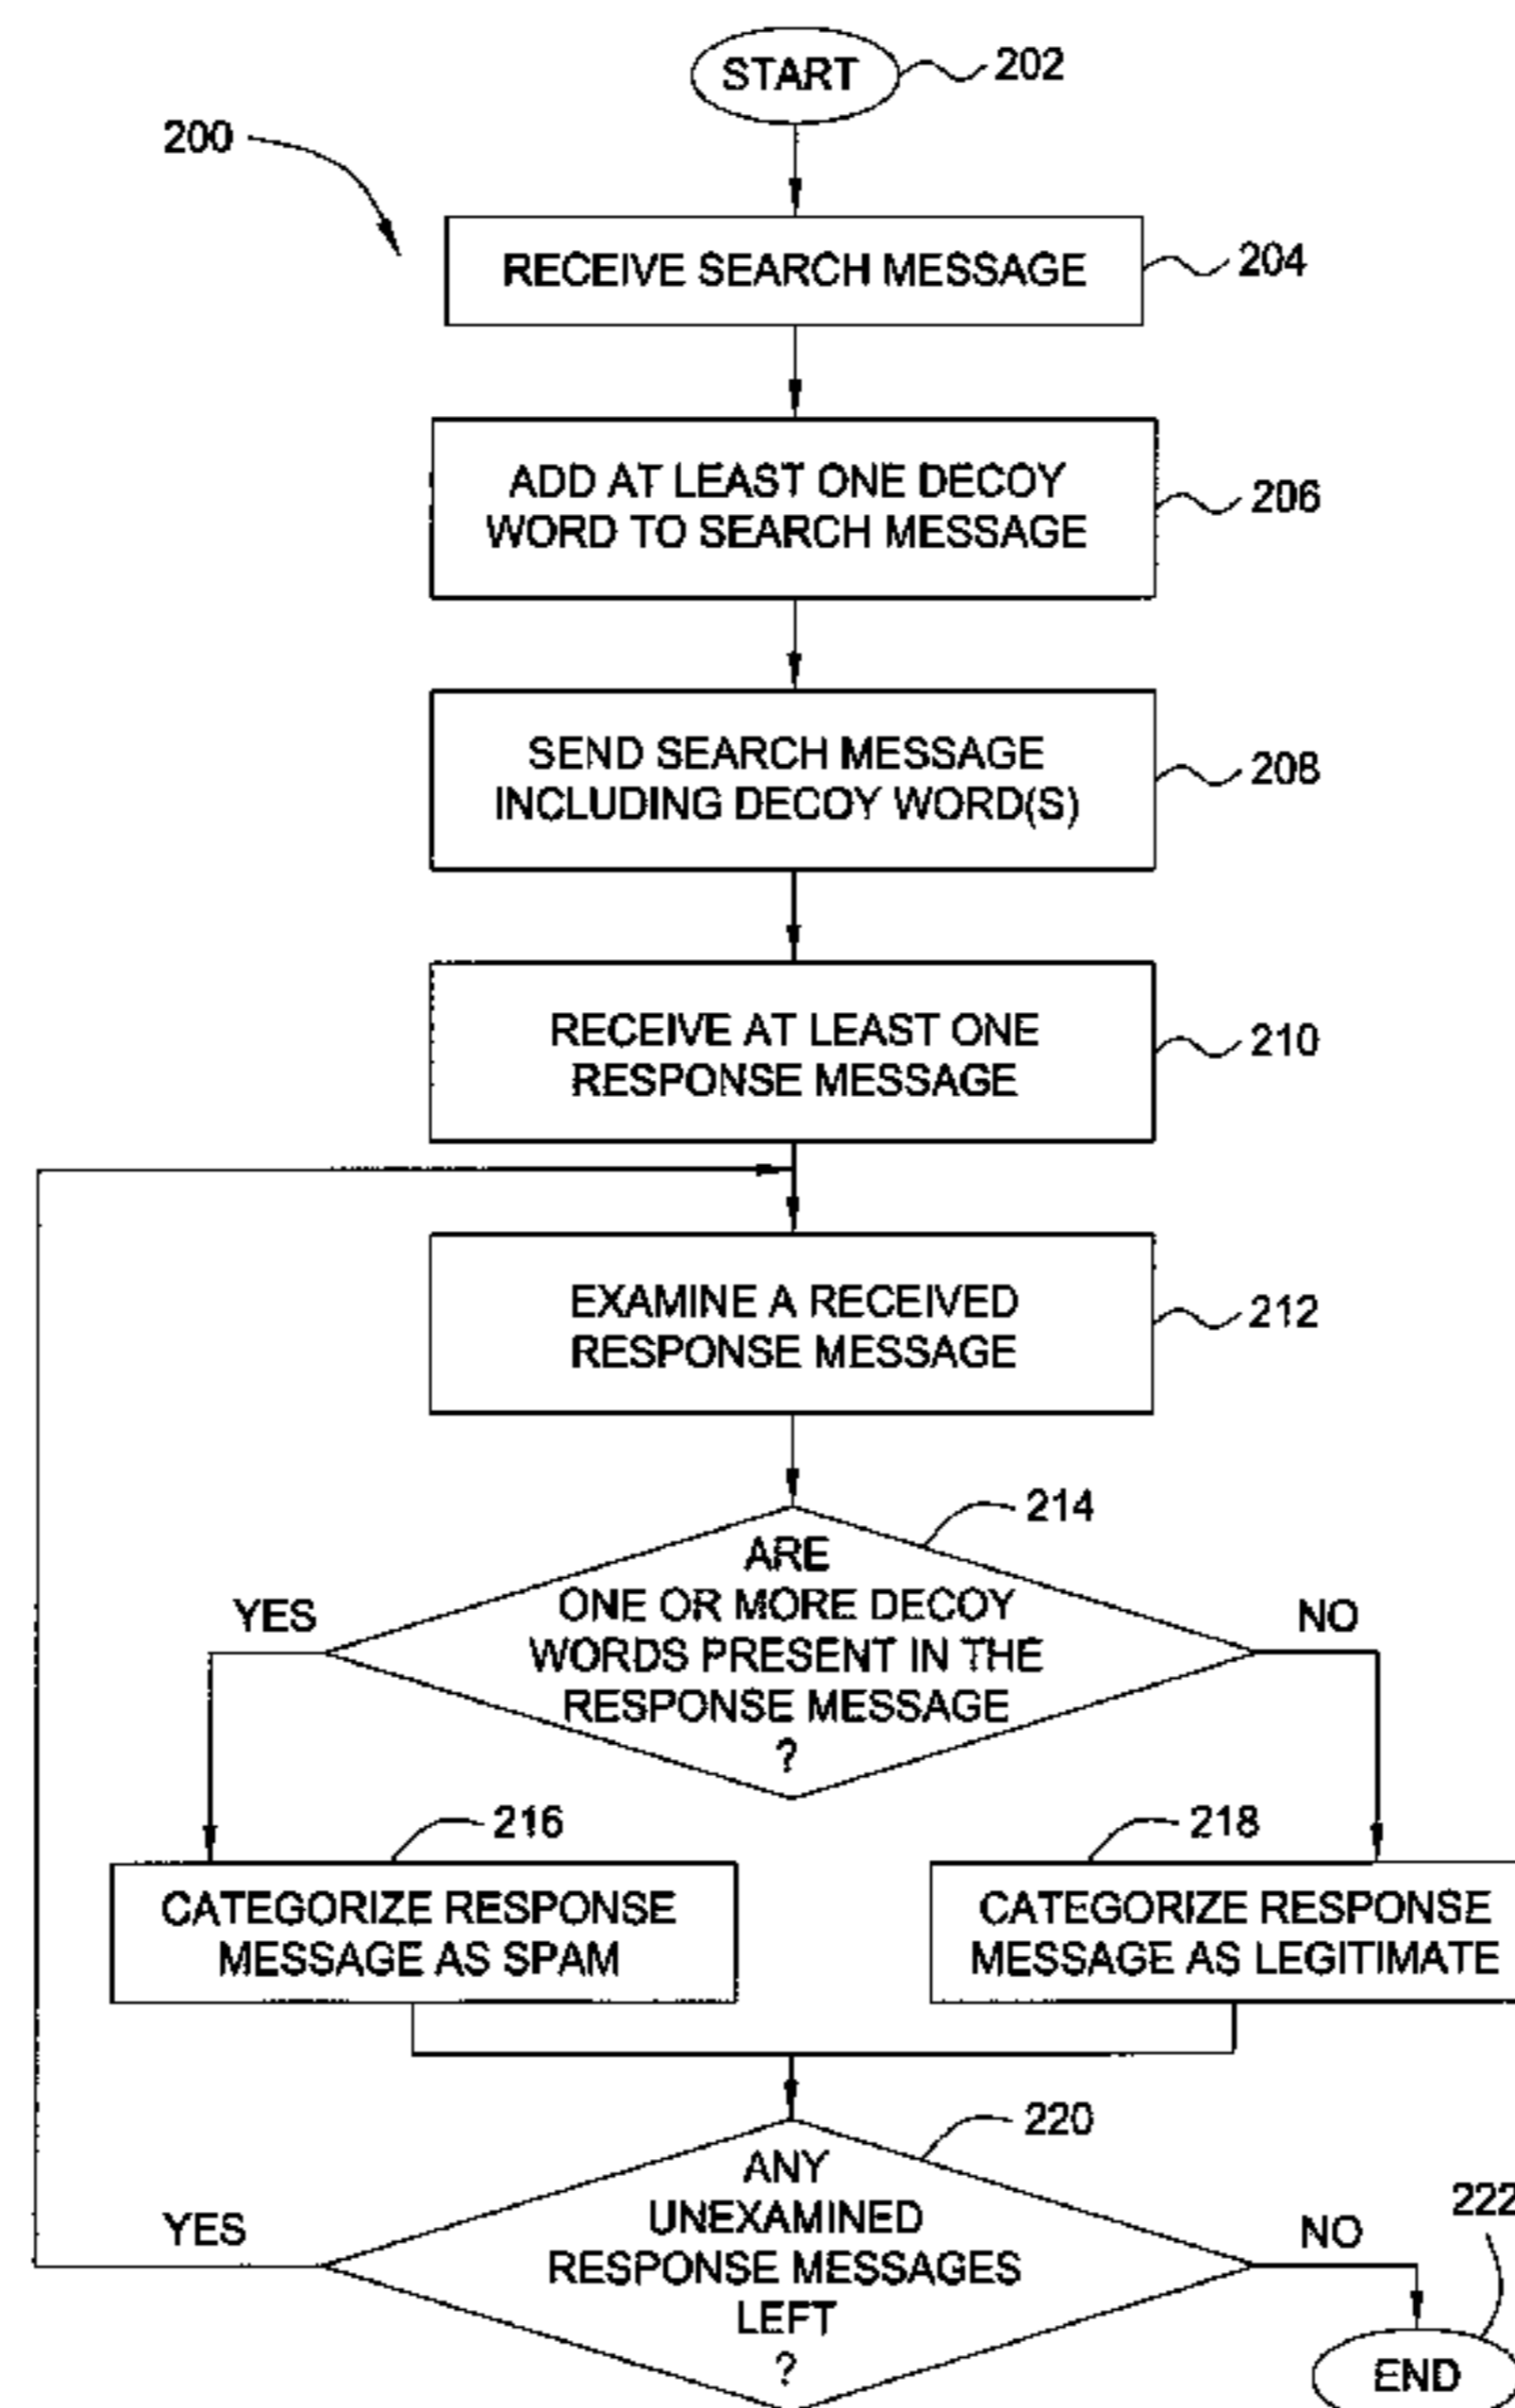 START
202
200
RECEIVE SEARCH MESSAGE
204
ADD AT LEAST ONE DECOY
WORD TO SEARCH MESSAGE
206
SEND SEARCH MESSAGE
INCLUDING DECOY WORD(S)
208
RECEIVE AT LEAST ONE
RESPONSE MESSAGE
210
EXAMINE A RECEIVED
RESPONSE MESSAGE
212
214
ARE
ONE OR MORE DECOY
WORDS PRESENT IN THE
RESPONSE MESSAGE
?
YES
NO
216
CATEGORIZE RESPONSE
MESSAGE AS SPAM
218
CATEGORIZE RESPONSE
MESSAGE AS LEGITIMATE
220
ANY
UNEXAMINED
RESPONSE MESSAGES
LEFT
?
YES
NO
222
END